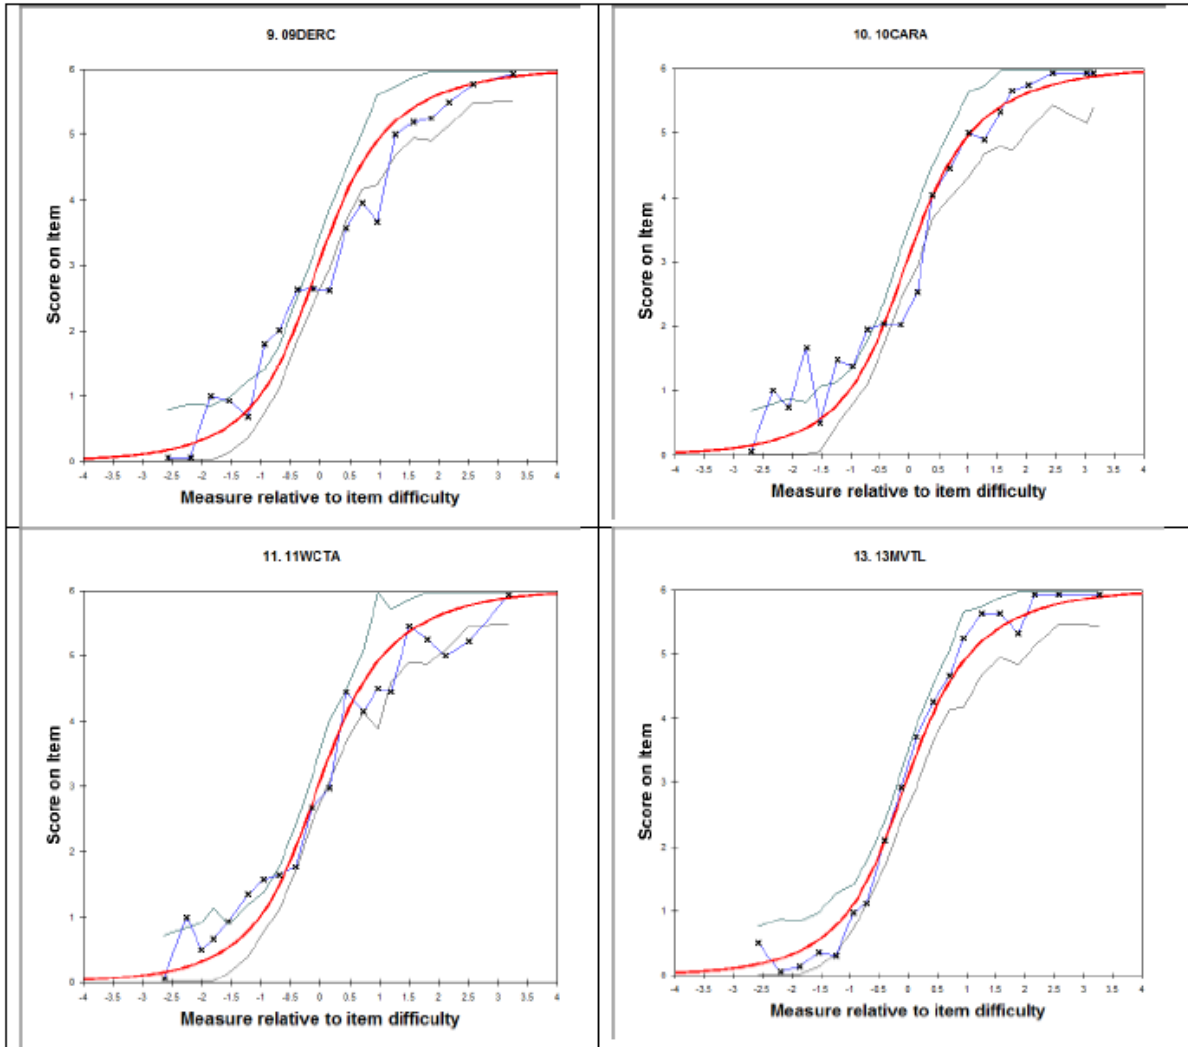 9. 09DERC
6
5
4
3
2
1
0
Score on Item
-4 -3.5 -3 -2.5 -2 -1.5 -1 -0.5 0 0.5 1 1.5 2 2.5 3 3.5 4
Measure relative to item difficulty
10. 10CARA
6
5
4
3
2
1
0
Score on Item
-4 -3.5 -3 -2.5 -2 -1.5 -1 -0.5 0 0.5 1 1.5 2 2.5 3 3.5 4
Measure relative to item difficulty
11. 11WCTA
6
5
4
3
2
1
0
Score on Item
-4 -3.5 -3 -2.5 -2 -1.5 -1 -0.5 0 0.5 1 1.5 2 2.5 3 3.5 4
Measure relative to item difficulty
13. 13MVTL
6
5
4
3
2
1
0
Score on Item
-4 -3.5 -3 -2.5 -2 -1.5 -1 -0.5 0 0.5 1 1.5 2 2.5 3 3.5 4
Measure relative to item difficulty